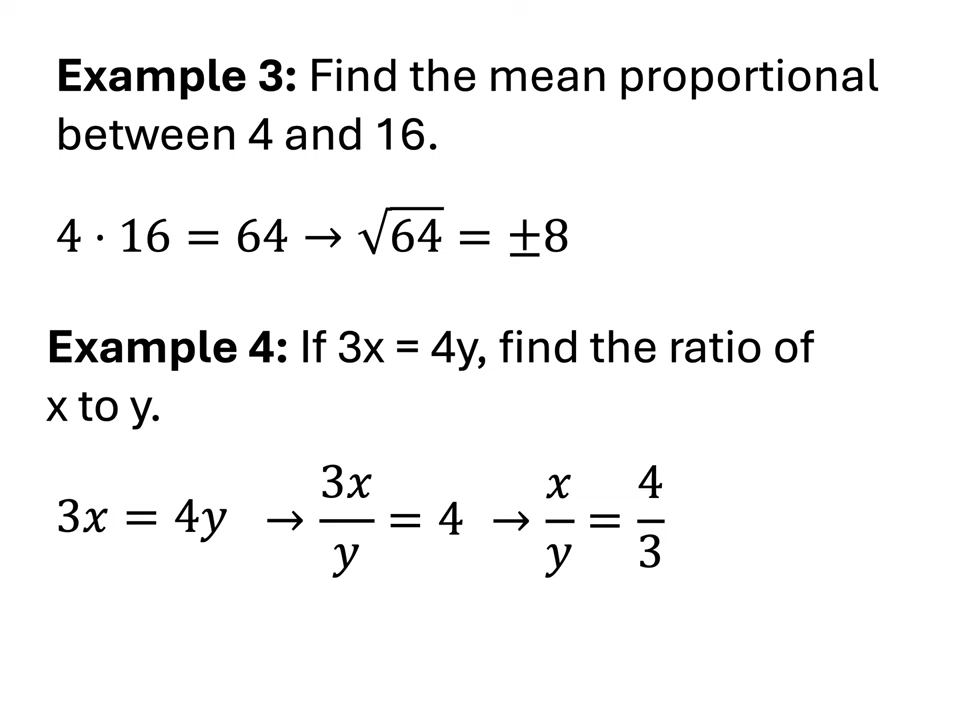 Example 3: Find the mean proportional
between 4 and 16.
4 · 16 = 64 → √64 = ±8
Example 4: If 3x = 4y, find the ratio of
x to y.
3x = 4y → 3x/y = 4 → x/y = 4/3